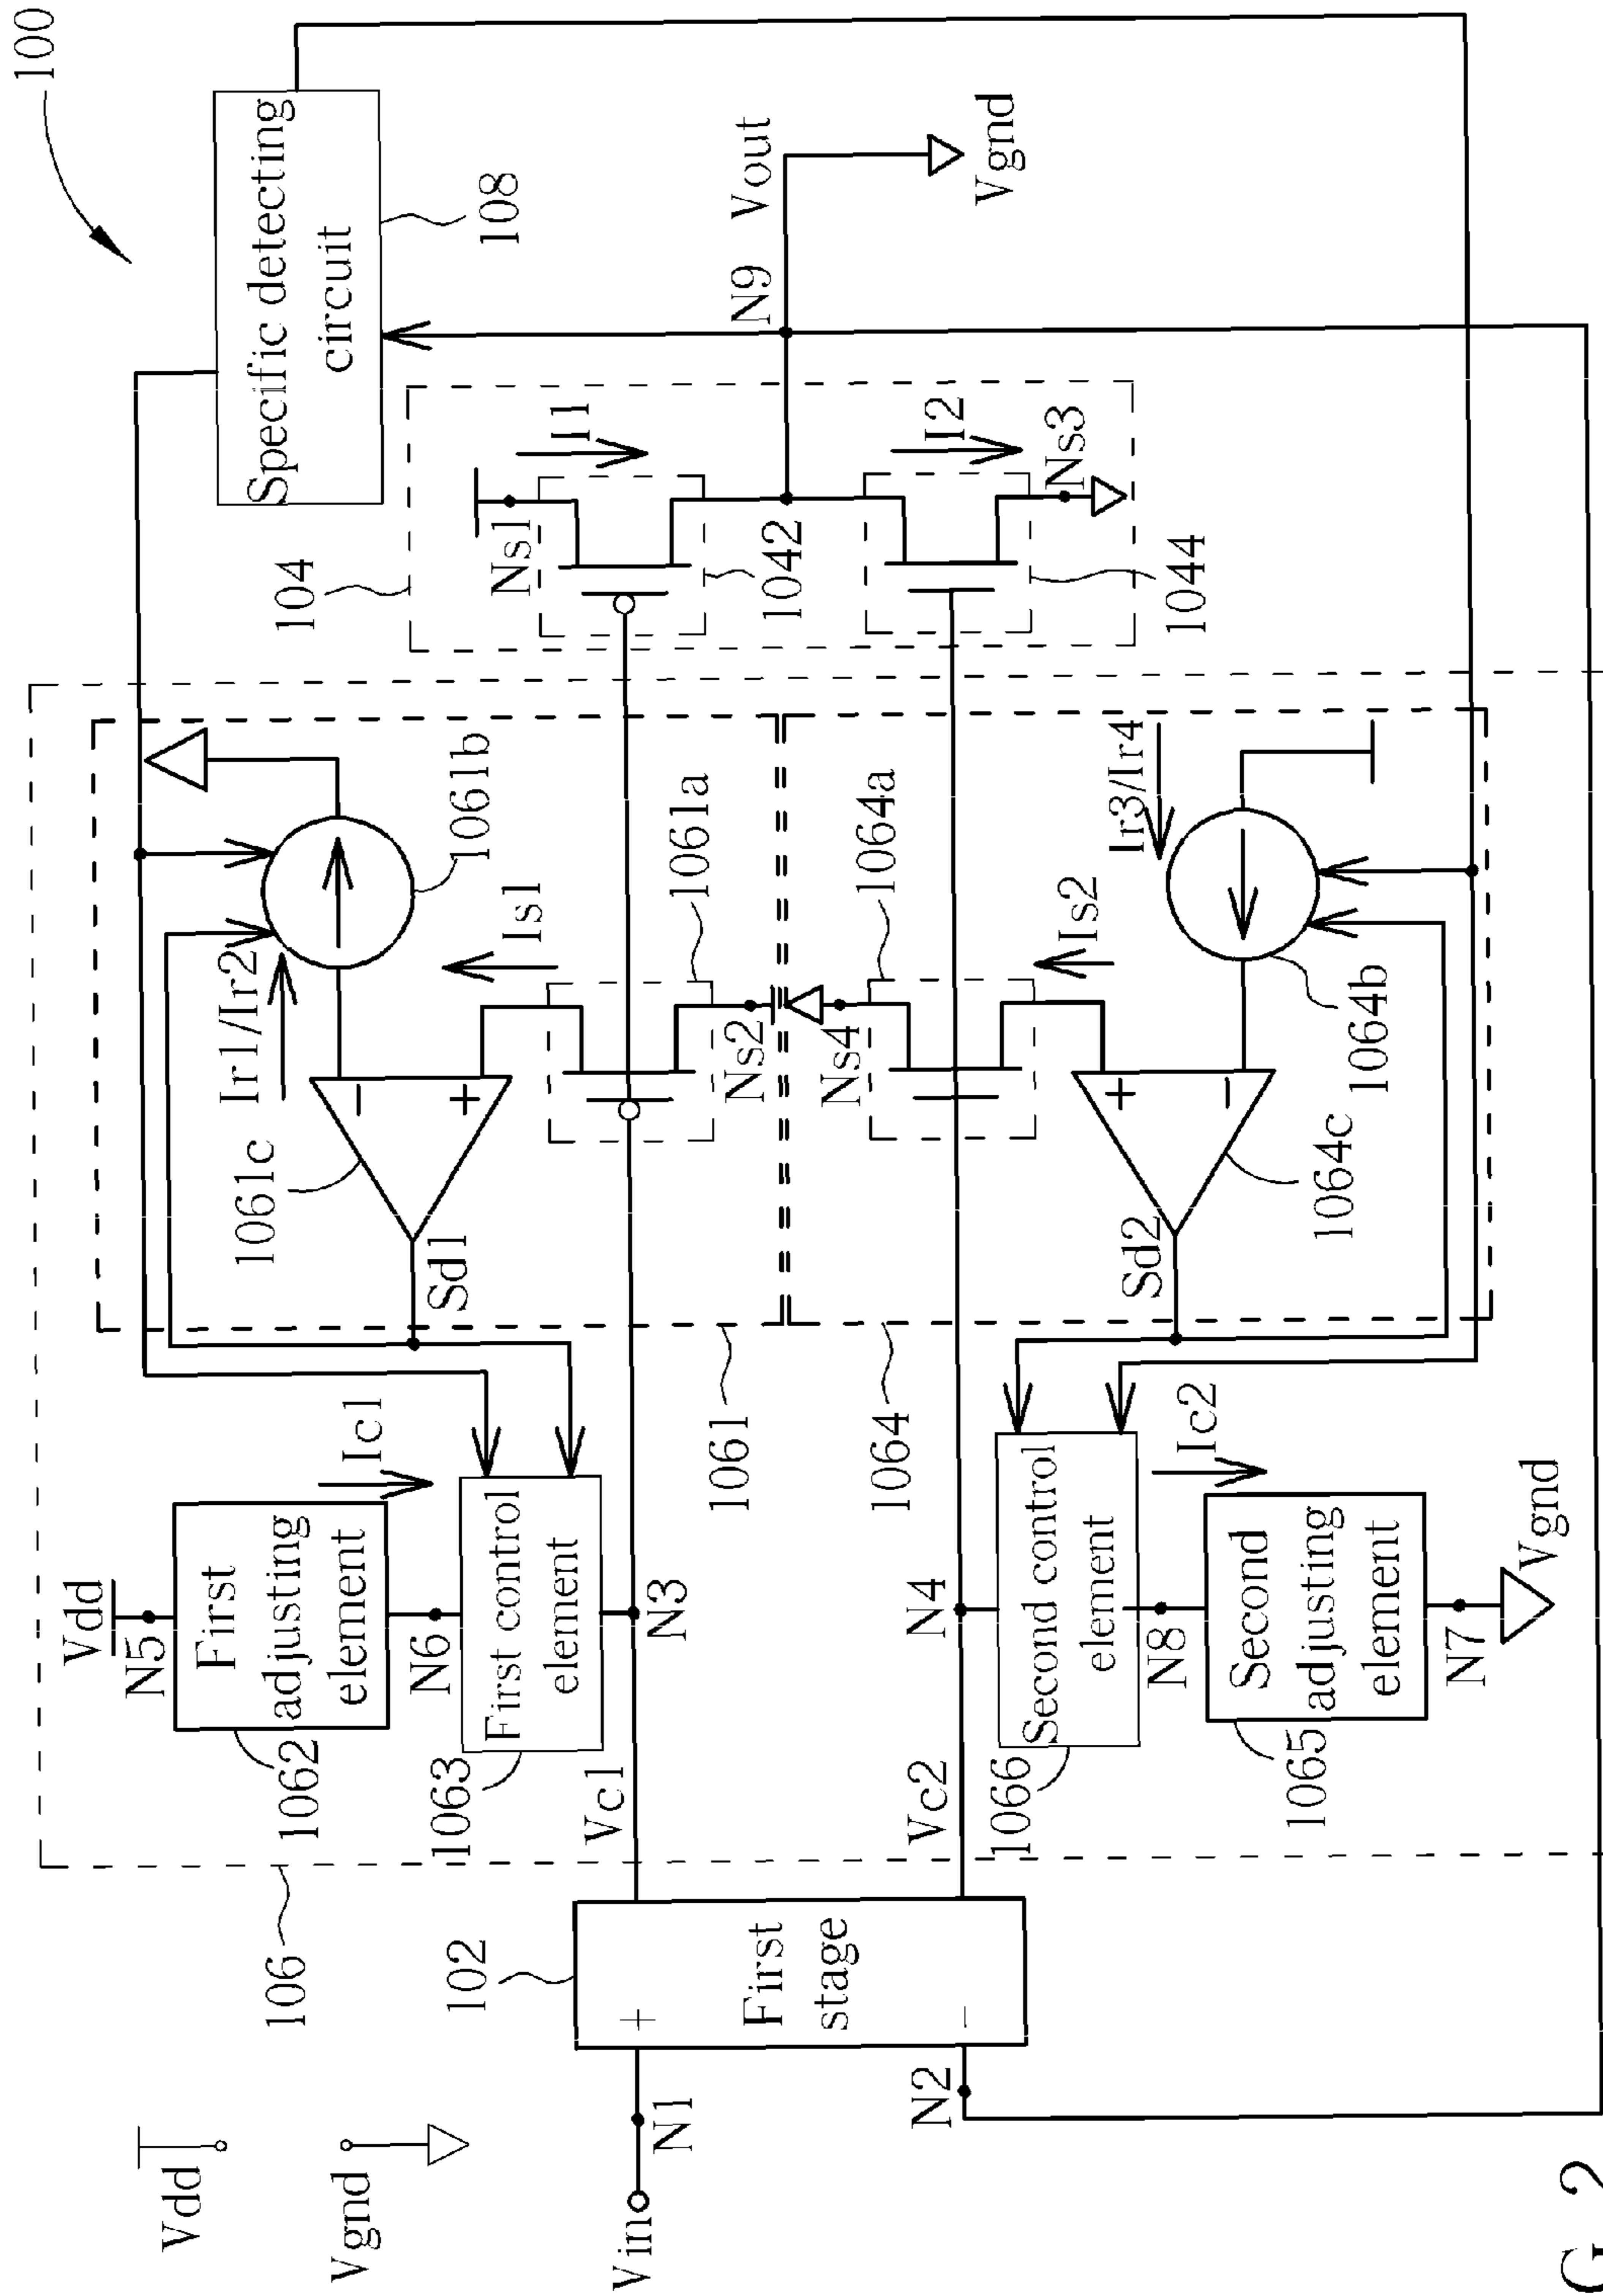 100
Specific detecting
circuit
108
Vout
Vgnd
N9
I1
I2
Ns3
Ns1
104
1042
1044
1061b
1061a
1064a
Ir3/Ir4
Is1
Is2
Ir1/Ir2
1064b
Ns2
Ns4
1061c
1064c
Sd1
Sd2
1061
1064
Ic1
Ic2
Vdd
N5
First
adjusting
element
N6
First control
element
N3
N4
Second control
element
N8
Second
adjusting
element
N7
Vgnd
1062
1063
Vc1
Vc2
1066
1065
106
102
First
stage
+
−
+
−
+
−
N2
N1
Vdd
Vgnd
Vin
G. 2